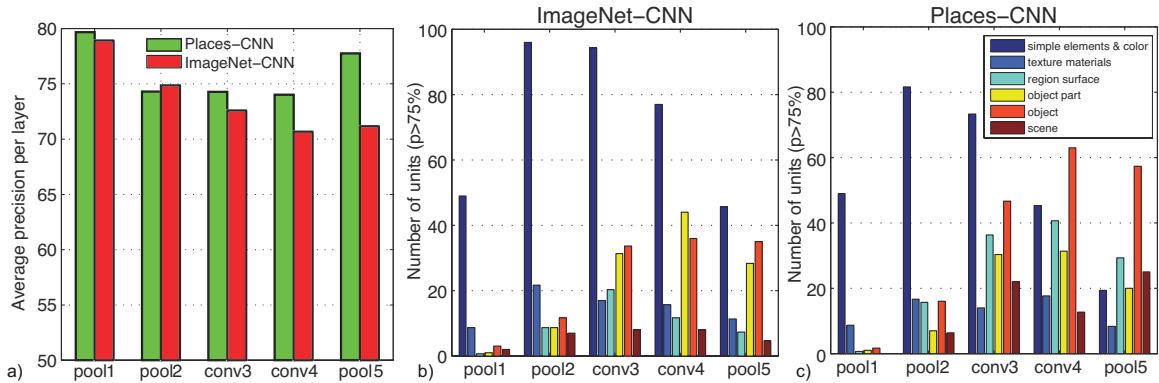 ImageNet−CNN
Places−CNN
a)
Average precision per layer
80
75
70
65
60
55
50
Places−CNN
ImageNet−CNN
pool1 pool2 conv3 conv4 pool5
b)
Number of units (p>75%)
100
80
60
40
20
0
pool1 pool2 conv3 conv4 pool5
c)
Number of units (p>75%)
100
80
60
40
20
0
simple elements & color
texture materials
region surface
object part
object
scene
pool1 pool2 conv3 conv4 pool5